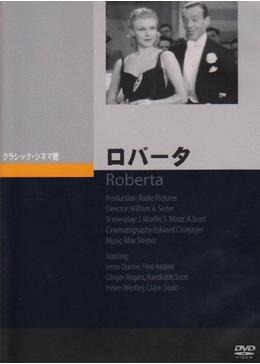 クラシック・シネマ館
ロバータ
Roberta
Production: Radio Pictures
Director: William A. Seiter
Screenplay: J. Murfin, S. Mintz, A.Scott
Cinematography: Edward Cronjager
Music: Max Steiner
Starring:
Irene Dunne, Fred Astaire
Ginger Rogers, Randolph Scott
Helen Westley, Claire Dodd
DVD
VIDEO